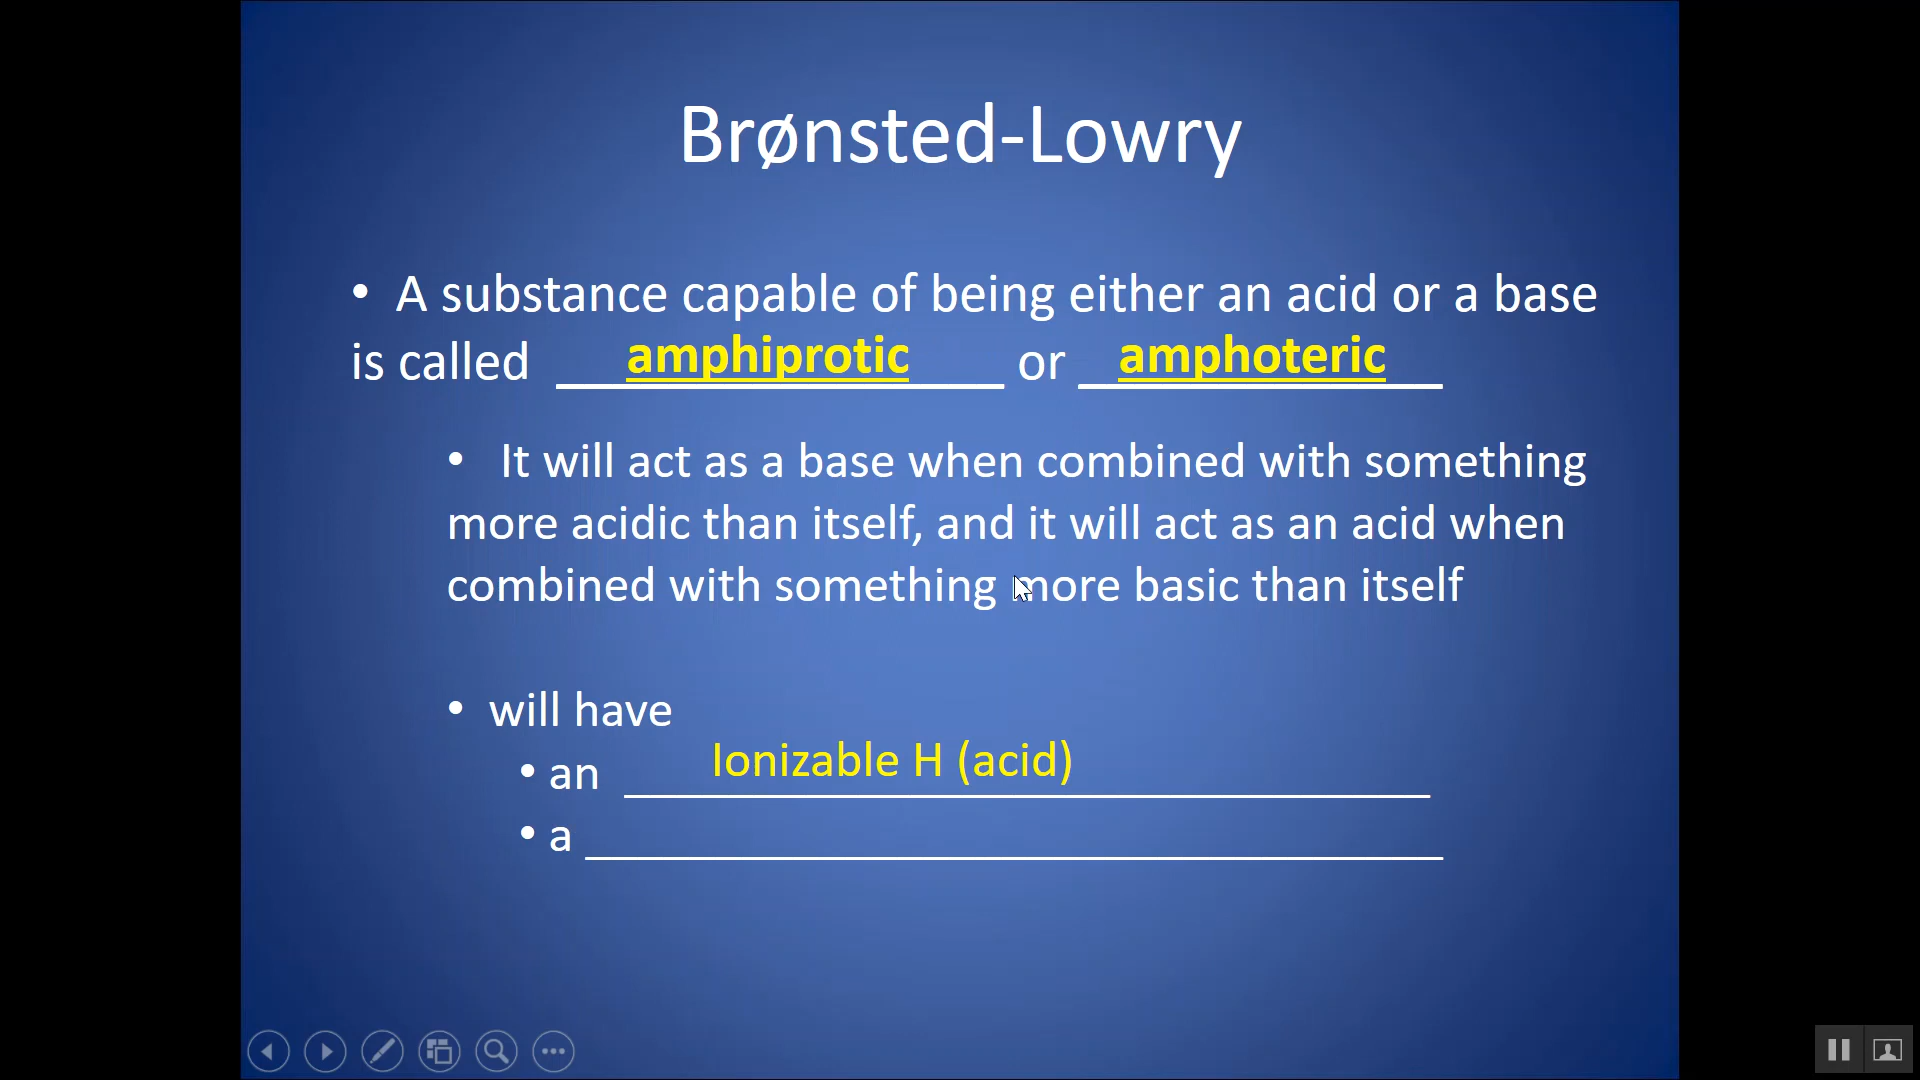 Brønsted-Lowry
• A substance capable of being either an acid or a base
is called amphiprotic or amphoteric
• It will act as a base when combined with something
more acidic than itself, and it will act as an acid when
combined with something more basic than itself
• will have
• an Ionizable H (acid)
• a